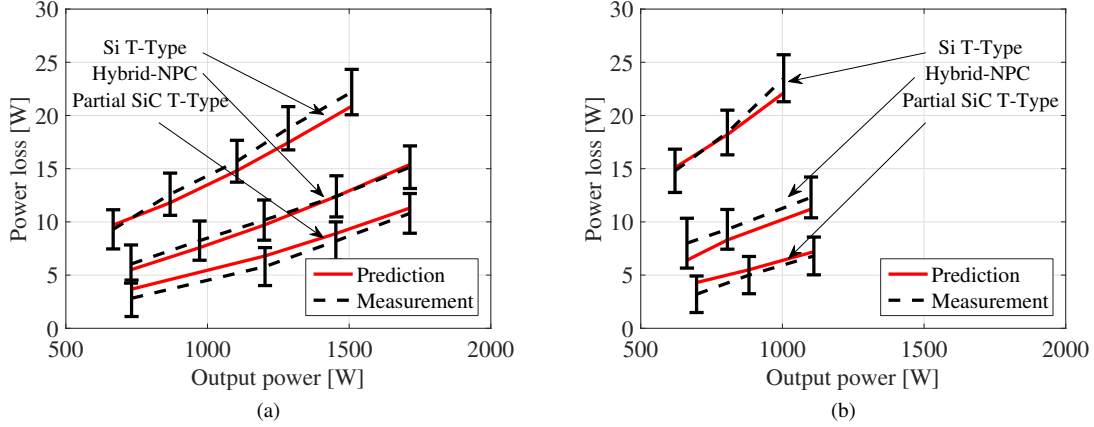 30
25
20
15
10
5
0
Power loss [W]
Si T-Type
Hybrid-NPC
Partial SiC T-Type
Prediction
Measurement
500 1000 1500 2000
Output power [W]
(a)
30
25
20
15
10
5
0
Power loss [W]
Si T-Type
Hybrid-NPC
Partial SiC T-Type
Prediction
Measurement
500 1000 1500 2000
Output power [W]
(b)